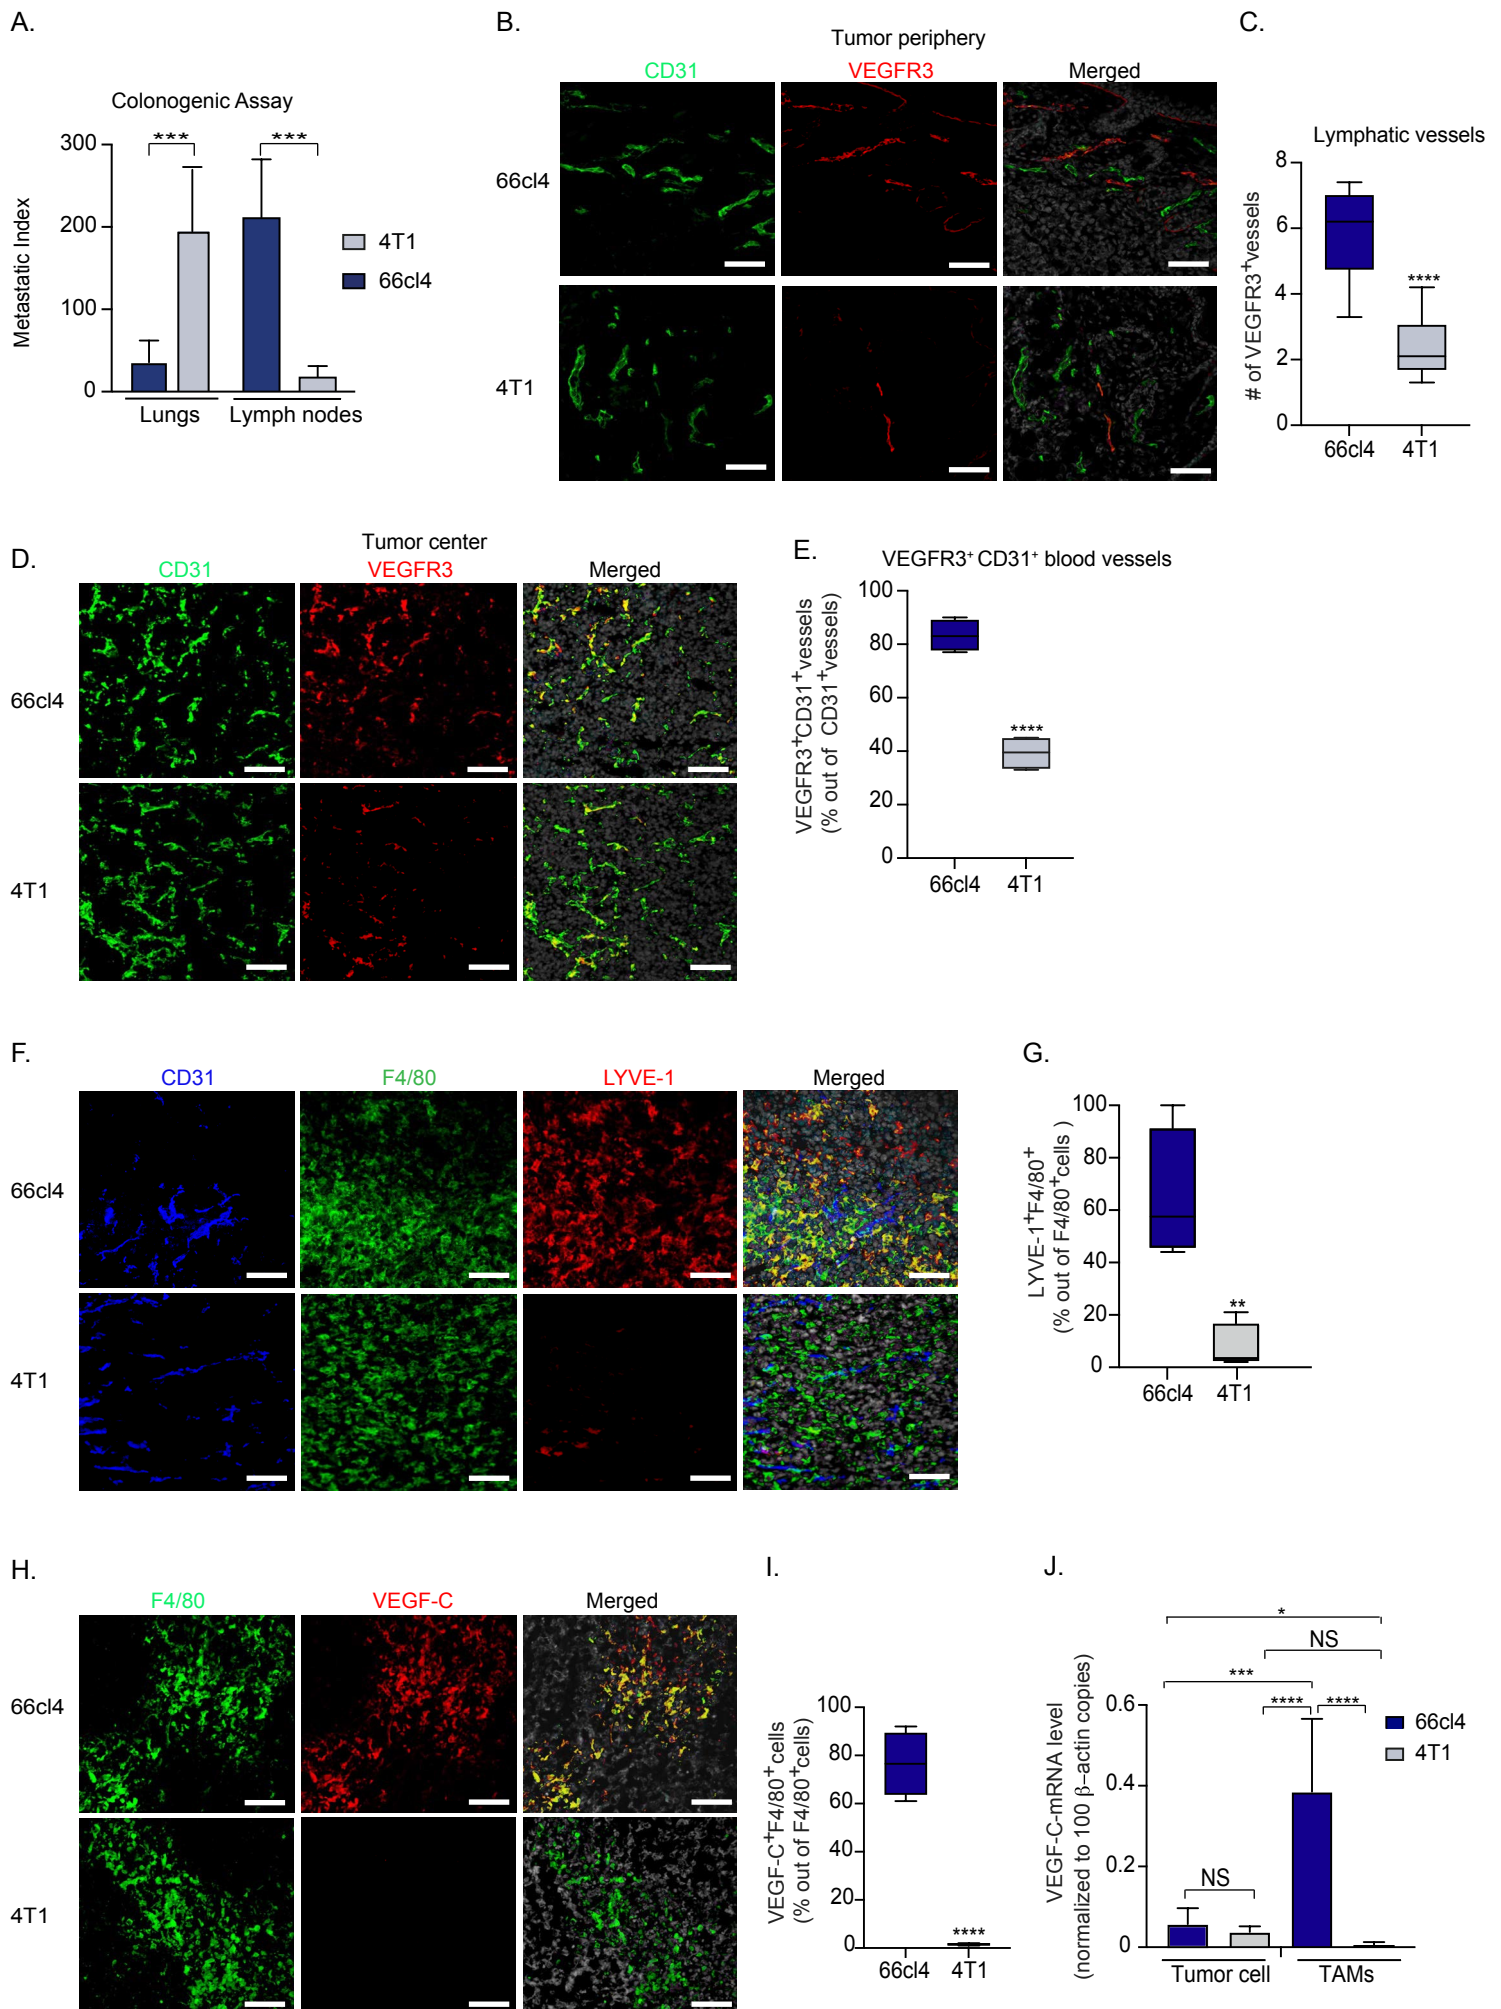 A.
Colonogenic Assay
Metastatic Index
300
200
100
0
***
***
Lungs
Lymph nodes
4T1
66cl4
B.
Tumor periphery
CD31
VEGFR3
Merged
66cl4
4T1
C.
Lymphatic vessels
# of VEGFR3+vessels
8
6
4
2
0
****
66cl4
4T1
D.
Tumor center
CD31
VEGFR3
Merged
66cl4
4T1
E.
VEGFR3+ CD31+ blood vessels
VEGFR3+CD31+vessels
(% out of CD31+vessels)
100
80
60
40
20
0
****
66cl4
4T1
F.
CD31
F4/80
LYVE-1
Merged
66cl4
4T1
G.
LYVE-1+F4/80+
(% out of F4/80+cells )
100
80
60
40
20
0
**
66cl4
4T1
H.
F4/80
VEGF-C
Merged
66cl4
4T1
I.
VEGF-C+F4/80+ cells
(% out of F4/80+cells)
100
80
60
40
20
0
****
66cl4
4T1
J.
VEGF-C-mRNA level
(normalized to 100 β–actin copies)
0.6
0.4
0.2
0
*
NS
***
****
****
NS
Tumor cell
TAMs
66cl4
4T1